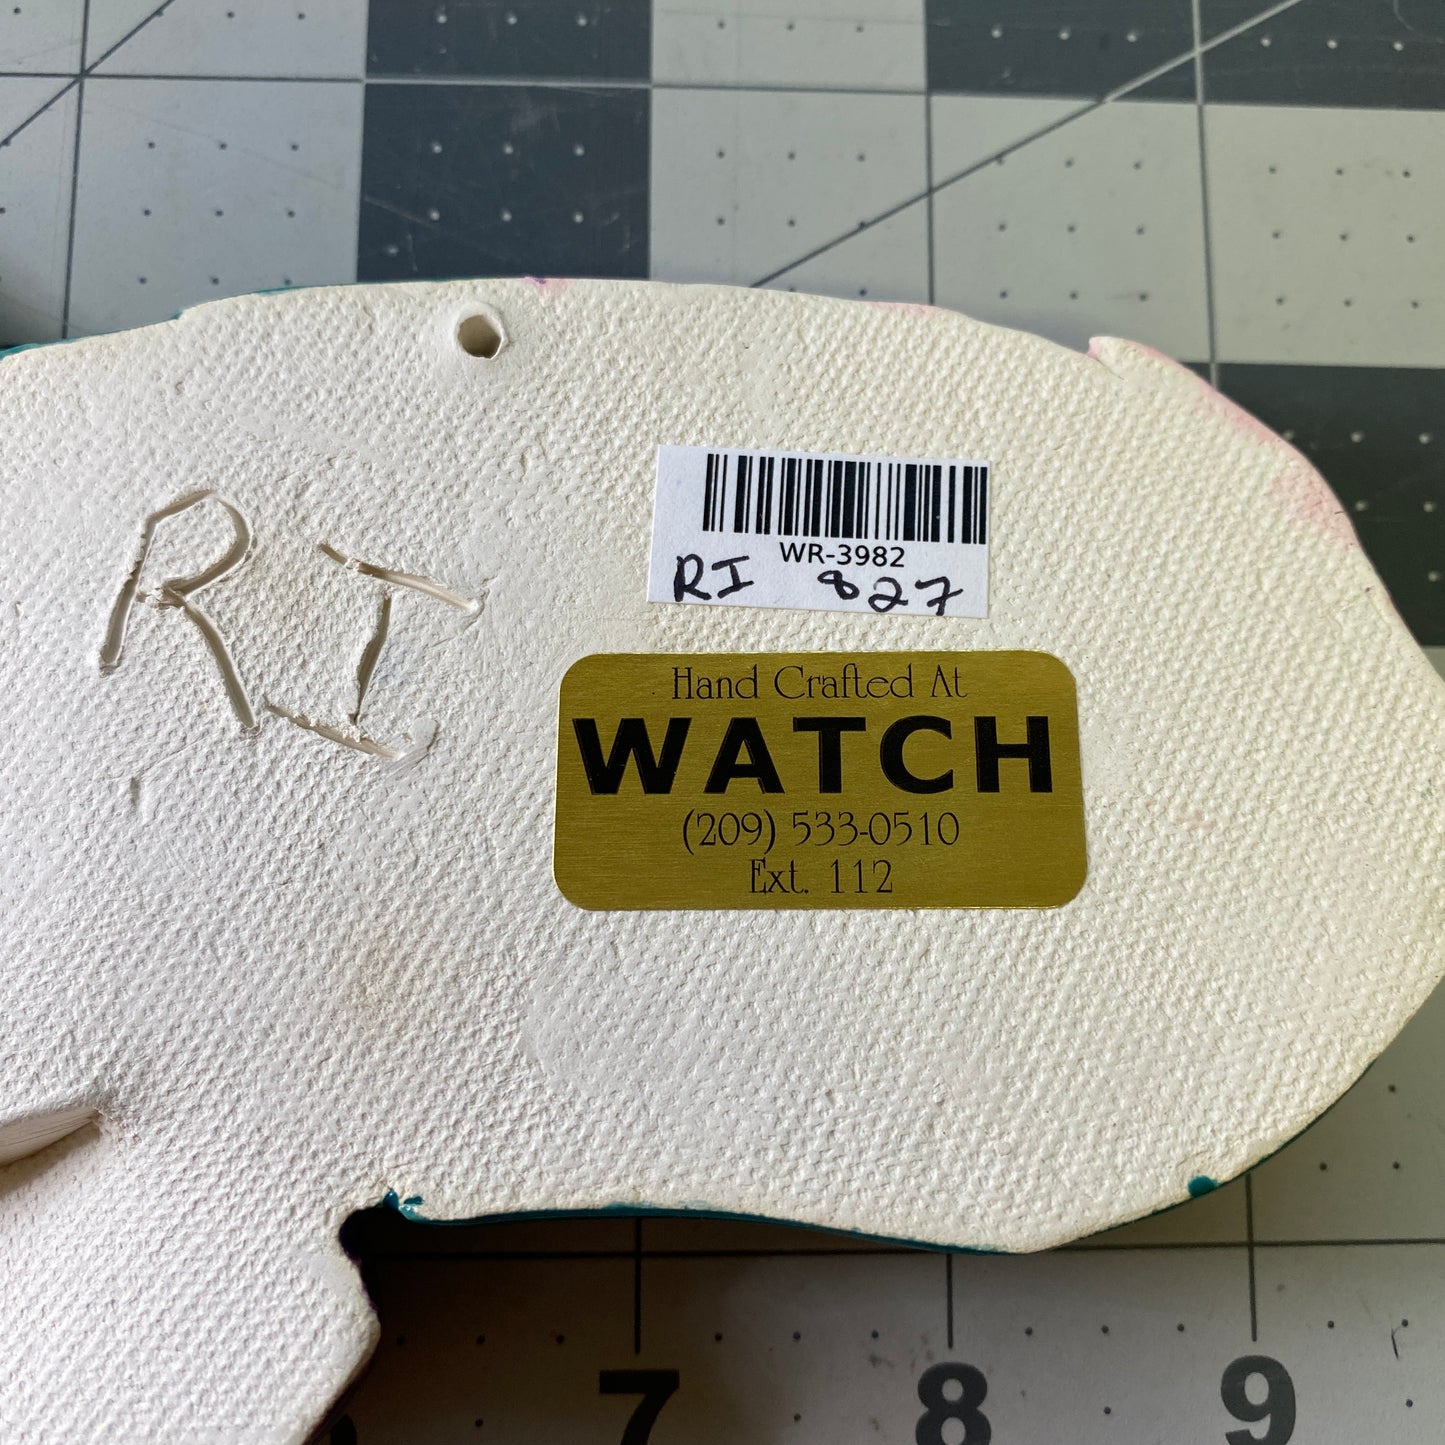 RI
WR-3982
RI 827
Hand Crafted At
WATCH
(209) 533-0510
Ext. 112
7 8 9